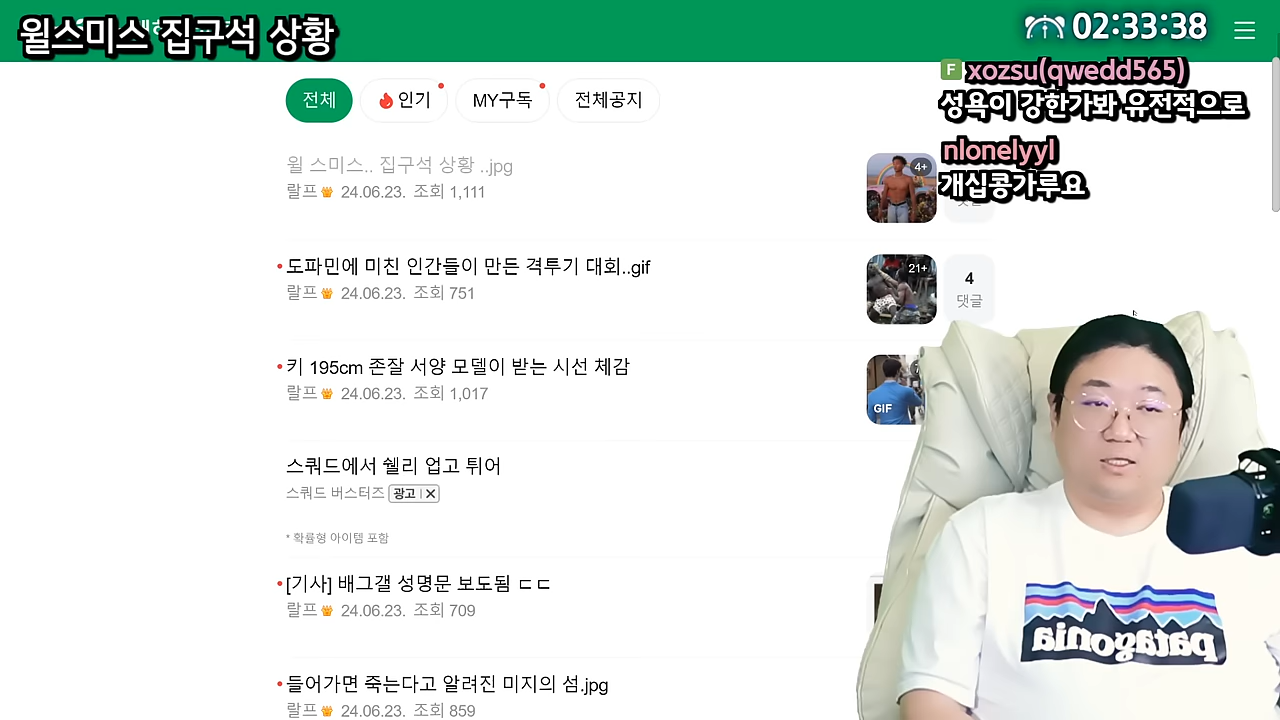 윌스미스 집구석 상황
02:33:38
전체
인기
MY구독
전체공지
F xozsu(qwedd565)
성욕이 강한가봐 유전적으로
nlonelyyl
개십콩가루요
윌 스미스.. 집구석 상황 ..jpg
랄프 24.06.23. 조회 1,111
4+
댓글
도파민에 미친 인간들이 만든 격투기 대회..gif
랄프 24.06.23. 조회 751
21+
4
댓글
키 195cm 존잘 서양 모델이 받는 시선 체감
랄프 24.06.23. 조회 1,017
GIF
스쿼드에서 쉘리 업고 튀어
스쿼드 버스터즈 광고 X
* 확률형 아이템 포함
[기사] 배그갤 성명문 보도됨 ㄷㄷ
랄프 24.06.23. 조회 709
들어가면 죽는다고 알려진 미지의 섬.jpg
랄프 24.06.23. 조회 859
patagonia